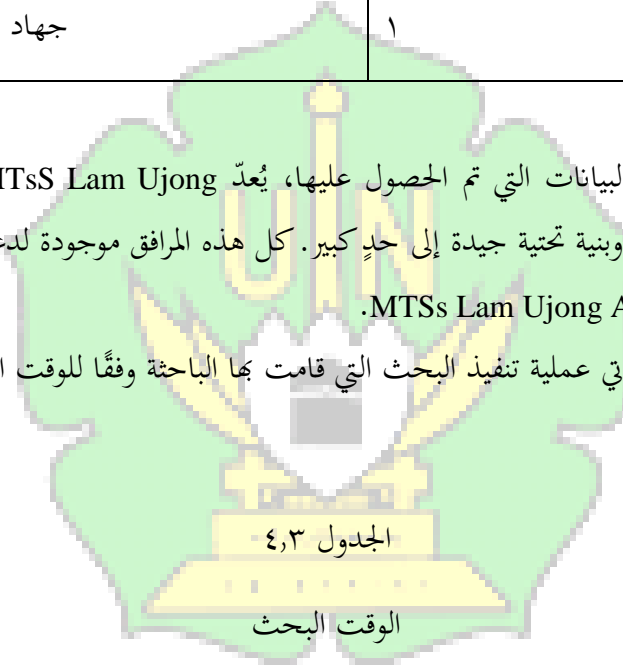 ١ جهاد
البيانات التي تم الحصول عليها، يُعدّ MTsS Lam Ujong
وبنية تحتية جيدة إلى حدٍ كبير. كل هذه المرافق موجودة
MTSs Lam Ujong.
عملية تنفيذ البحث التي قامت بها الباحثة وفقًا للوقت
الجدول ٤,٣
الوقت البحث
UIN